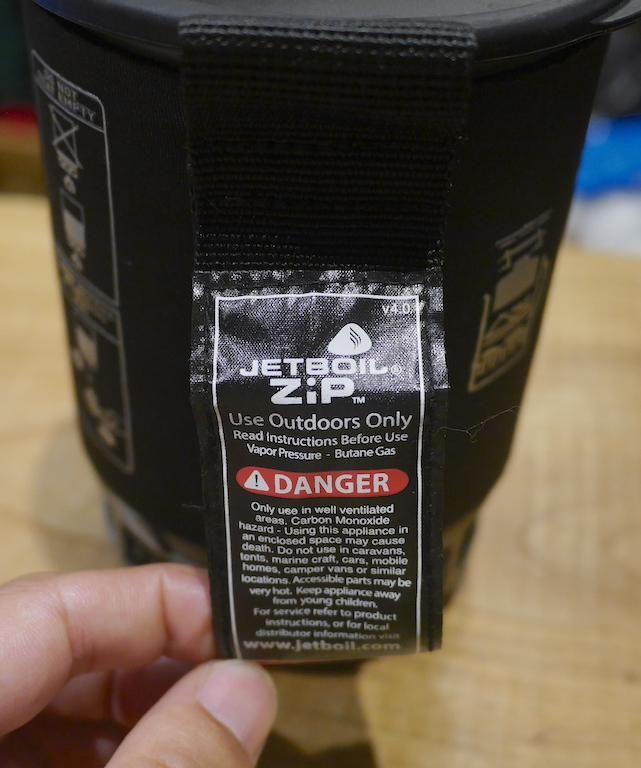 DO NOT
HEAT EMPTY
v4.0
JETBOIL®
ZiP™
Use Outdoors Only
Read Instructions Before Use
Vapor Pressure - Butane Gas
DANGER
Only use in well ventilated
areas. Carbon Monoxide
hazard - Using this appliance in
an enclosed space may cause
death. Do not use in caravans,
tents, marine craft, cars, mobile
homes, camper vans or similar
locations. Accessible parts may be
very hot. Keep appliance away
from young children.
For service refer to product
instructions, or for local
distributor information visit
www.jetboil.com